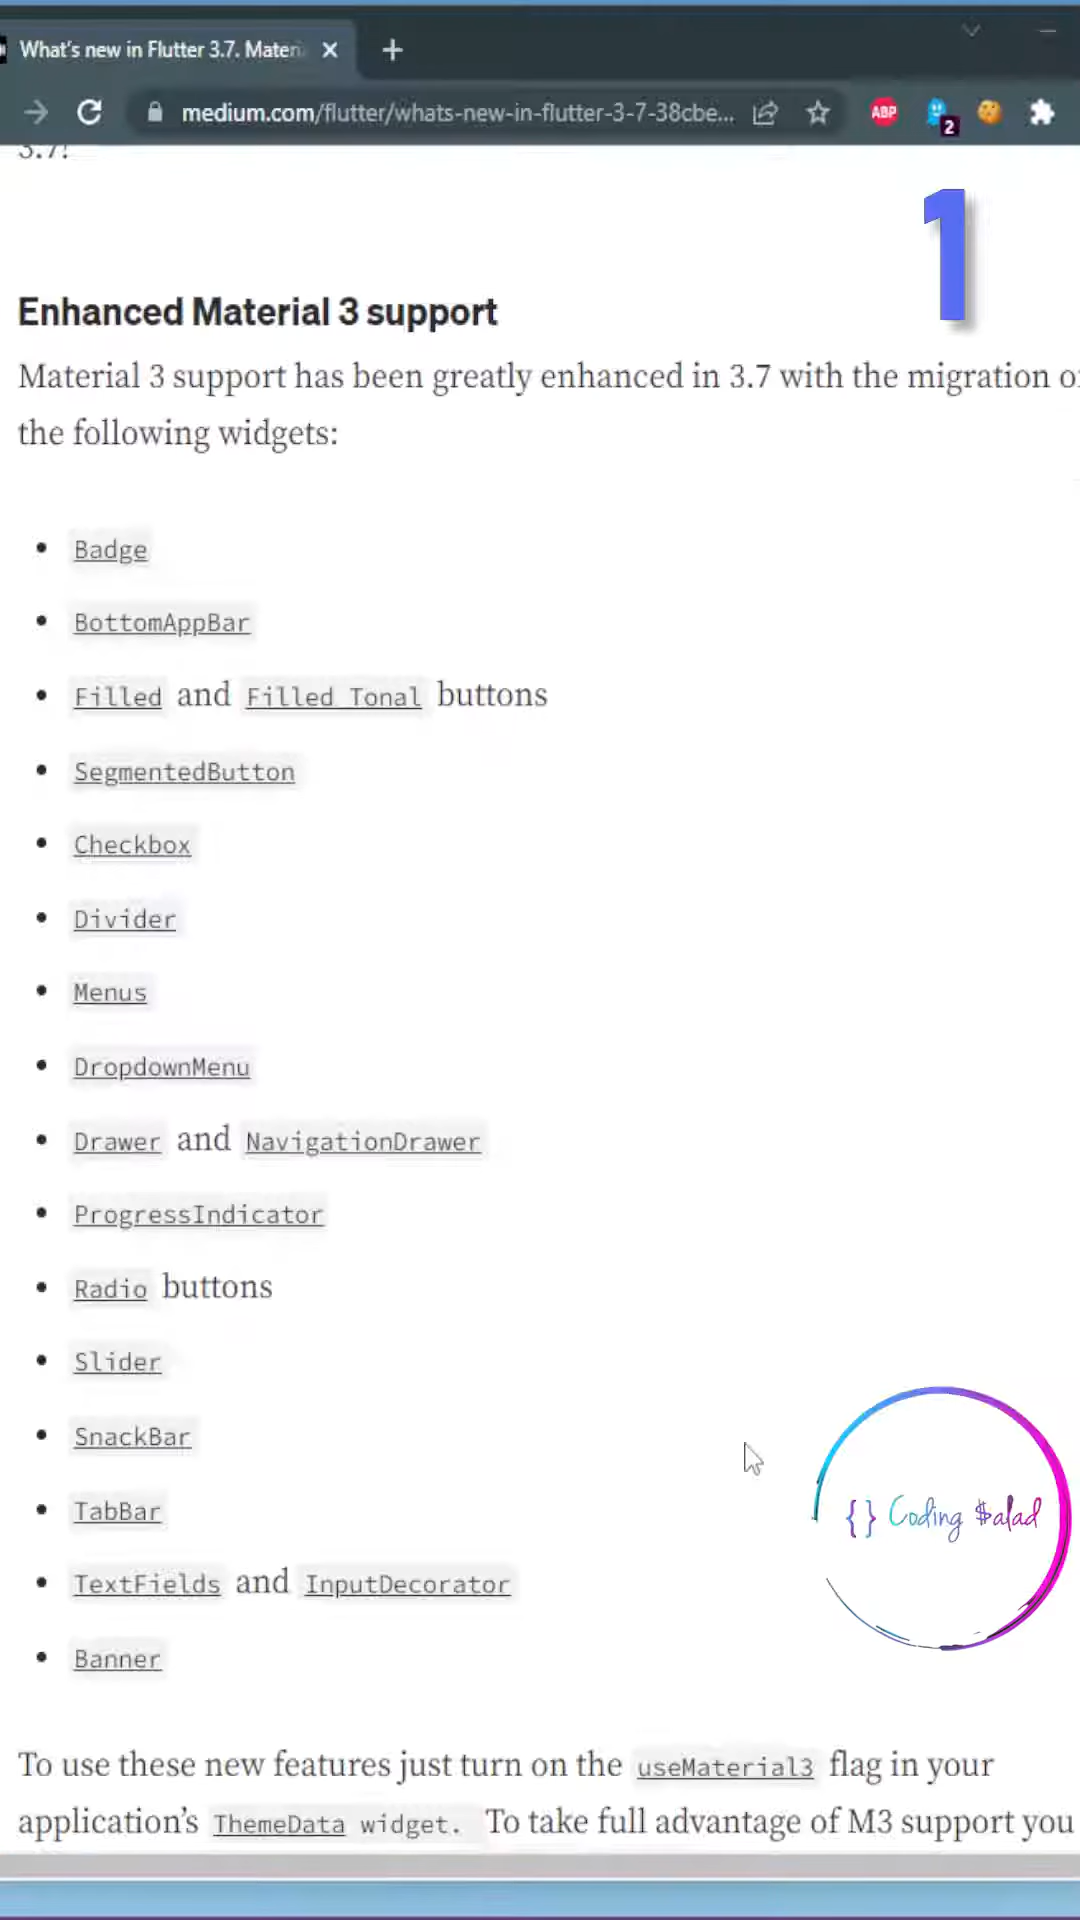 What's new in Flutter 3.7. Materi
medium.com/flutter/whats-new-in-flutter-3-7-38cbe...
ABP
2
3.7!
1
Enhanced Material 3 support
Material 3 support has been greatly enhanced in 3.7 with the migration of
the following widgets:
• Badge
• BottomAppBar
• Filled and Filled Tonal buttons
• SegmentedButton
• Checkbox
• Divider
• Menus
• DropdownMenu
• Drawer and NavigationDrawer
• ProgressIndicator
• Radio buttons
• Slider
• SnackBar
• TabBar
• TextFields and InputDecorator
• Banner
{} Coding $alad
To use these new features just turn on the useMaterial3 flag in your
application's ThemeData widget. To take full advantage of M3 support you